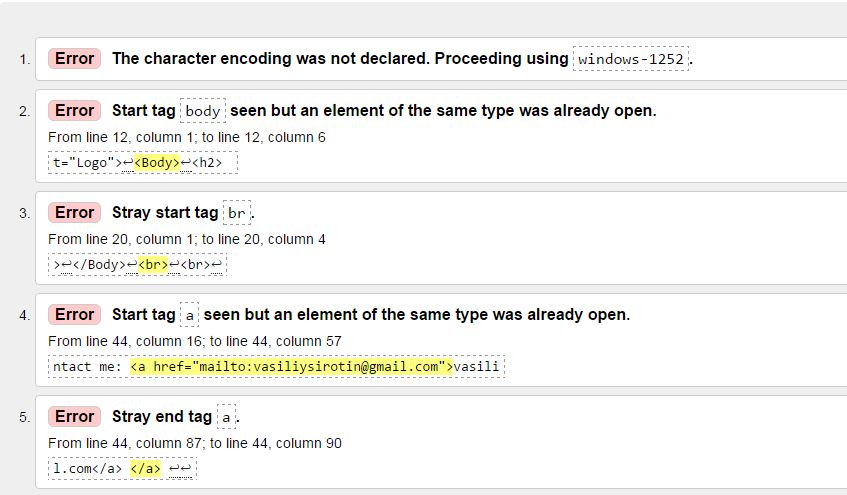 1. Error The character encoding was not declared. Proceeding using windows-1252.
2. Error Start tag body seen but an element of the same type was already open.
From line 12, column 1; to line 12, column 6
t="Logo">↩<Body>↩<h2>
3. Error Stray start tag br.
From line 20, column 1; to line 20, column 4
>↩</Body>↩<br>↩<br>↩
4. Error Start tag a seen but an element of the same type was already open.
From line 44, column 16; to line 44, column 57
ntact me: <a href="mailto:vasiliysirotin@gmail.com">vasili
5. Error Stray end tag a.
From line 44, column 87; to line 44, column 90
l.com</a> </a> ↩↩